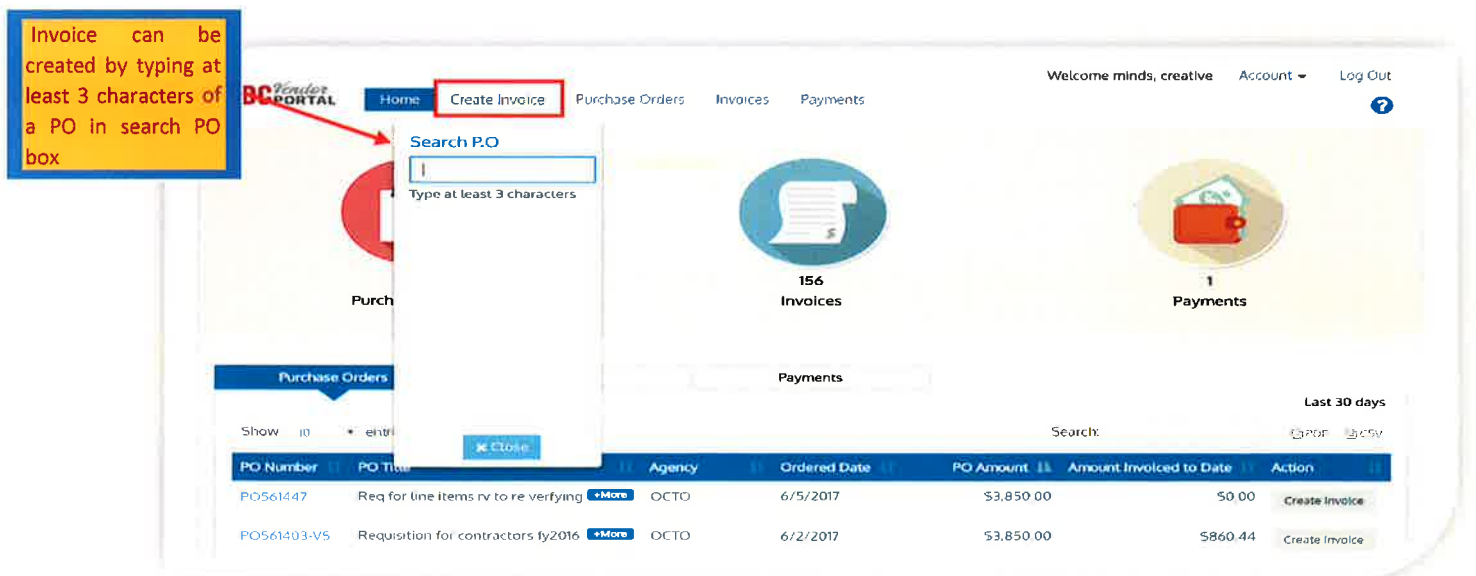 Invoice can be
created by typing at
least 3 characters of
a PO in search PO
box
Vendor
PORTAL
Home Create Invoice Purchase Orders Invoices Payments
Welcome minds, creative Account Log Out
?
Search P.O
Type at least 3 characters
Purch
156
Invoices
1
Payments
Purchase Orders
Payments
Last 30 days
Show 10 entri
Search:
PDF CSV
× Close
PO Number PO Title Agency Ordered Date PO Amount Amount Invoiced to Date Action
PO561447 Req for line items rv to re verfying +More OCTO 6/5/2017 $3,850.00 $0.00 Create Invoice
PO561403-V5 Requisition for contractors fy2016 +More OCTO 6/2/2017 $3,850.00 $860.44 Create Invoice